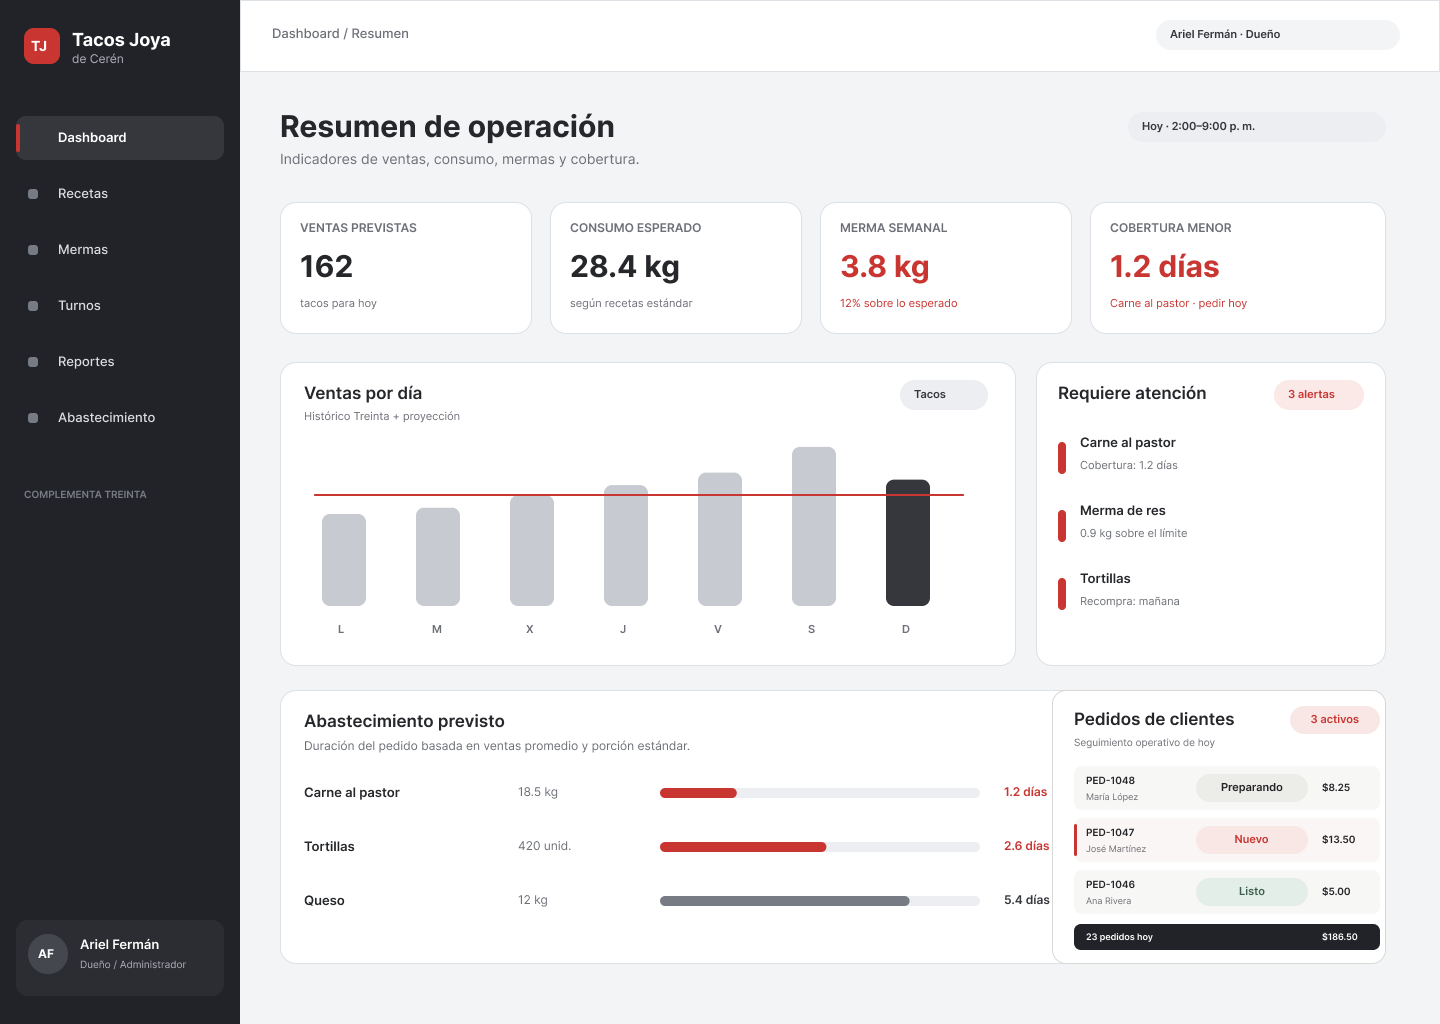 TJ
Tacos Joya
de Cerén
Dashboard
Recetas
Mermas
Turnos
Reportes
Abastecimiento
COMPLEMENTA TREINTA
AF
Ariel Fermán
Dueño / Administrador
Dashboard / Resumen
Ariel Fermán · Dueño
Resumen de operación
Indicadores de ventas, consumo, mermas y cobertura.
Hoy · 2:00–9:00 p. m.
VENTAS PREVISTAS
162
tacos para hoy
CONSUMO ESPERADO
28.4 kg
según recetas estándar
MERMA SEMANAL
3.8 kg
12% sobre lo esperado
COBERTURA MENOR
1.2 días
Carne al pastor · pedir hoy
Ventas por día
Histórico Treinta + proyección
Tacos
L M X J V S D
Requiere atención
3 alertas
Carne al pastor
Cobertura: 1.2 días
Merma de res
0.9 kg sobre el límite
Tortillas
Recompra: mañana
Abastecimiento previsto
Duración del pedido basada en ventas promedio y porción estándar.
Carne al pastor 18.5 kg 1.2 días
Tortillas 420 unid. 2.6 días
Queso 12 kg 5.4 días
Pedidos de clientes
3 activos
Seguimiento operativo de hoy
PED-1048
María López
Preparando
$8.25
PED-1047
José Martínez
Nuevo
$13.50
PED-1046
Ana Rivera
Listo
$5.00
23 pedidos hoy $186.50